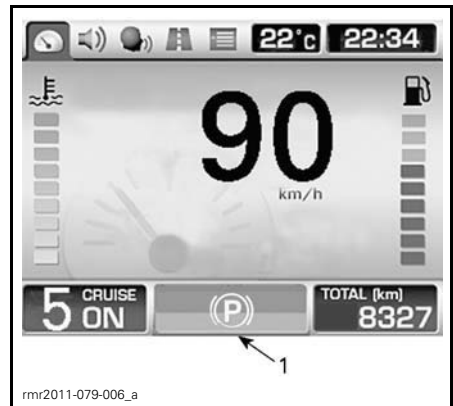 22°c 22:34
90
km/h
5 CRUISE ON
(P)
TOTAL (km)
8327
1
rmr2011-079-006_a